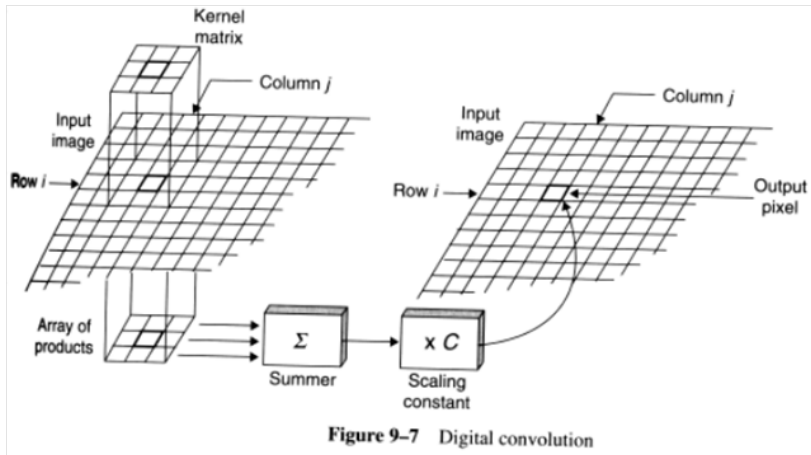 Kernel
matrix
Column j
Input
image
Row i
Array of
products
Σ
Summer
x C
Scaling
constant
Column j
Input
image
Row i
Output
pixel
Figure 9–7 Digital convolution